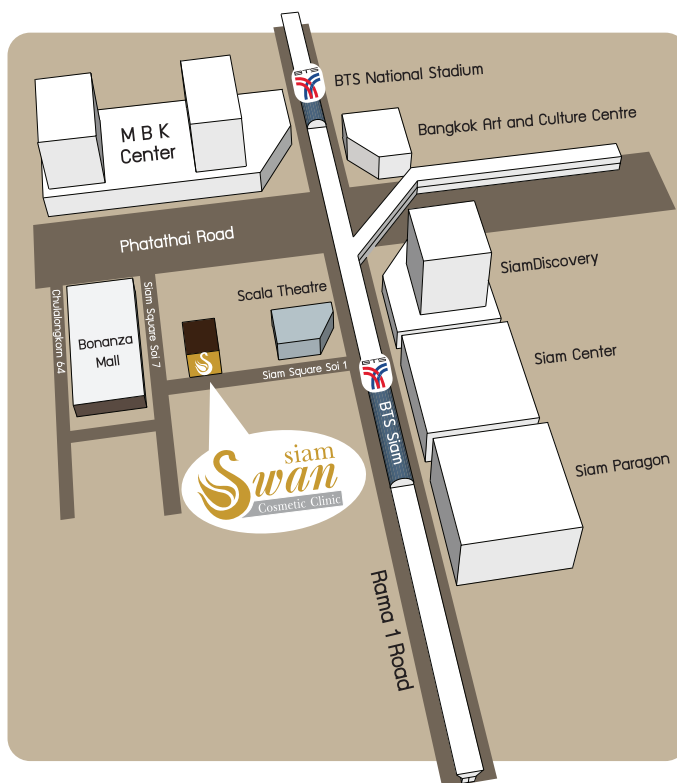 BTS
BTS National Stadium
Bangkok Art and Culture Centre
M B K
Center
Phatathai Road
SiamDiscovery
Chulalongkorn 64
Siam Square Soi 7
Bonanza
Mall
Scala Theatre
Siam Square Soi 1
BTS
BTS Siam
Siam Center
Siam Paragon
siam
Swan
Cosmetic Clinic
Rama 1 Road